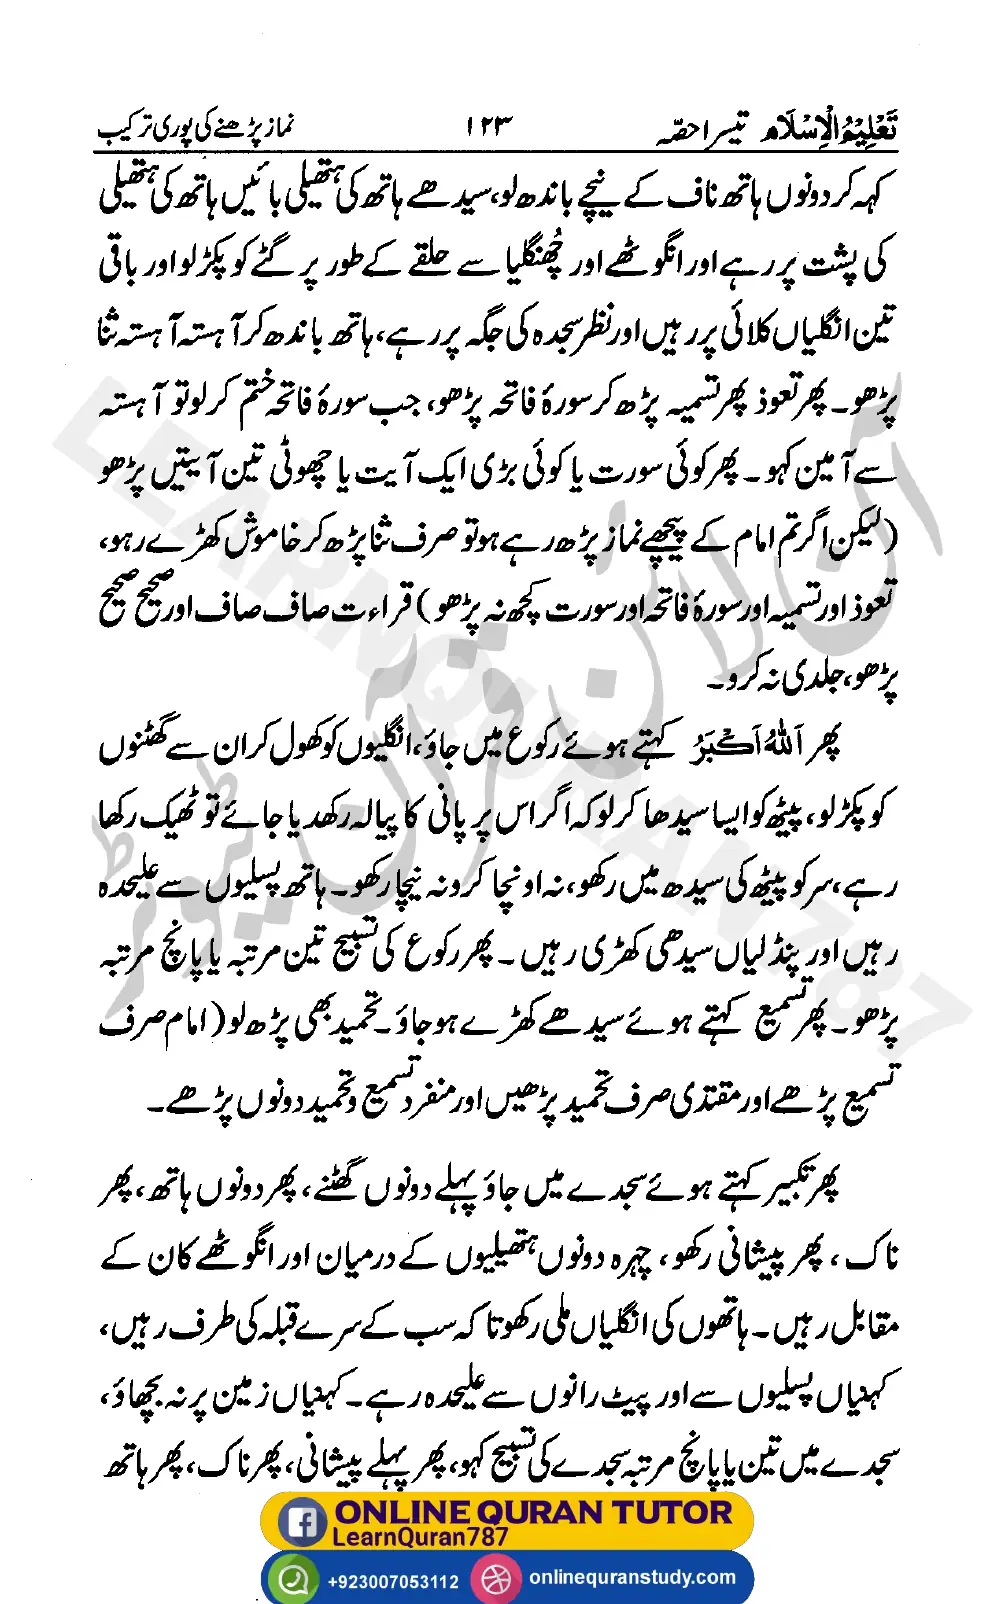 تَعْلِیْمُ الْاِسْلَام تیسرا حصّہ ۱۲۳ نماز پڑھنے کی پوری ترکیب
کہہ کر دونوں ہاتھ ناف کے نیچے باندھ لو، سیدھے ہاتھ کی ہتھیلی بائیں ہاتھ کی ہتھیلی
کی پشت پر رہے اور انگوٹھے اور چُھنگلیا سے حلقے کے طور پر گٹے کو پکڑ لو اور باقی
تین انگلیاں کلائی پر رہیں اور نظر سجدہ کی جگہ پر رہے، ہاتھ باندھ کر آہستہ آہستہ ثنا
پڑھو۔ پھر تعوذ پھر تسمیہ پڑھ کر سورۂ فاتحہ پڑھو، جب سورۂ فاتحہ ختم کر لو تو آہستہ
سے آمین کہو۔ پھر کوئی سورت یا کوئی بڑی ایک آیت یا چھوٹی تین آیتیں پڑھو
(لیکن اگر تم امام کے پیچھے نماز پڑھ رہے ہو تو صرف ثنا پڑھ کر خاموش کھڑے رہو،
تعوذ اور تسمیہ اور سورۂ فاتحہ اور سورت کچھ نہ پڑھو) قراءت صاف صاف اور صحیح صحیح
پڑھو، جلدی نہ کرو۔
پھر اَللّٰهُ اَکْبَرُ کہتے ہوئے رکوع میں جاؤ، انگلیوں کو کھول کر ان سے گھٹنوں
کو پکڑ لو، پیٹھ کو ایسا سیدھا کر لو کہ اگر اس پر پانی کا پیالہ رکھ دیا جائے تو ٹھیک رکھا
رہے، سر کو پیٹھ کی سیدھ میں رکھو، نہ اونچا کرو نہ نیچا رکھو۔ ہاتھ پسلیوں سے علیحدہ
رہیں اور پنڈلیاں سیدھی کھڑی رہیں۔ پھر رکوع کی تسبیح تین مرتبہ یا پانچ مرتبہ
پڑھو۔ پھر تسمیع کہتے ہوئے سیدھے کھڑے ہو جاؤ۔ تحمید بھی پڑھ لو (امام صرف
تسمیع پڑھے اور مقتدی صرف تحمید پڑھیں اور منفرد تسمیع و تحمید دونوں پڑھے۔
پھر تکبیر کہتے ہوئے سجدے میں جاؤ پہلے دونوں گھٹنے، پھر دونوں ہاتھ، پھر
ناک، پھر پیشانی رکھو، چہرہ دونوں ہتھیلیوں کے درمیان اور انگوٹھے کان کے
مقابل رہیں۔ ہاتھوں کی انگلیاں ملی رکھو تا کہ سب کے سرے قبلہ کی طرف رہیں،
کہنیاں پسلیوں سے اور پیٹ رانوں سے علیحدہ رہے۔ کہنیاں زمین پر نہ بچھاؤ،
سجدے میں تین یا پانچ مرتبہ سجدے کی تسبیح کہو، پھر پہلے پیشانی، پھر ناک، پھر ہاتھ
LEARNQURAN787
آن لائن قرآن ٹیوٹر
ONLINE QURAN TUTOR
LearnQuran787
+923007053112 onlinequranstudy.com